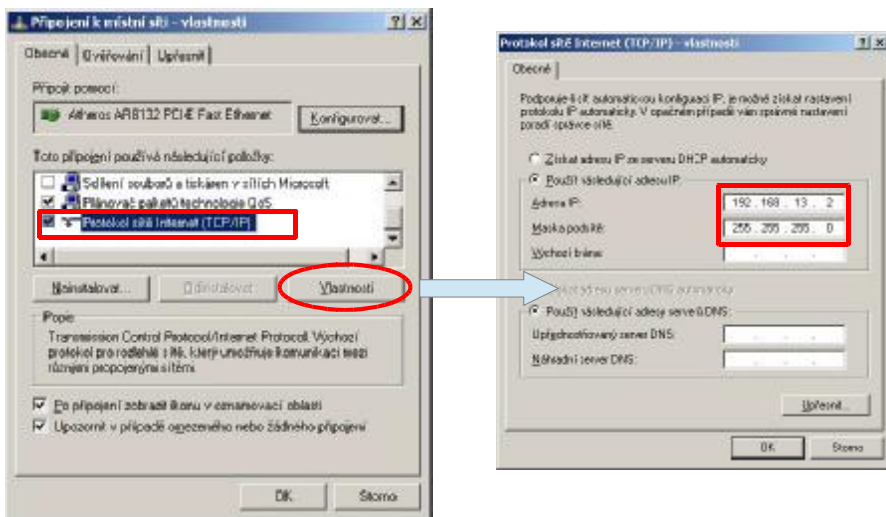 Připojení k místní síti - vlastnosti
Obecné
Ověřování
Upřesnit
Připojit pomocí:
Atheros AR8132 PCI-E Fast Ethernet
Konfigurovat...
Toto připojení používá následující položky:
Sdílení souborů a tiskáren v sítích Microsoft
Plánovač paketů technologie QoS
Protokol sítě Internet (TCP/IP)
Nainstalovat...
Odinstalovat
Vlastnosti
Popis
Transmission Control Protocol/Internet Protocol. Výchozí
protokol pro rozlehlé sítě, který umožňuje komunikaci mezi
různými propojenými sítěmi.
Po připojení zobrazit ikonu v oznamovací oblasti
Upozornit v případě omezeného nebo žádného připojení
OK
Storno
Protokol sítě Internet (TCP/IP) - vlastnosti
Obecné
Podporuje-li síť automatickou konfiguraci IP, je možné získat nastavení
protokolu IP automaticky. V opačném případě vám správné nastavení
poradí správce sítě.
Získat adresu IP ze serveru DHCP automaticky
Použít následující adresu IP:
Adresa IP:
192 . 168 . 13 . 2
Maska podsítě:
255 . 255 . 255 . 0
Výchozí brána:
Získat adresu serveru DNS automaticky
Použít následující adresy serverů DNS:
Upřednostňovaný server DNS:
Náhradní server DNS:
Upřesnit...
OK
Storno